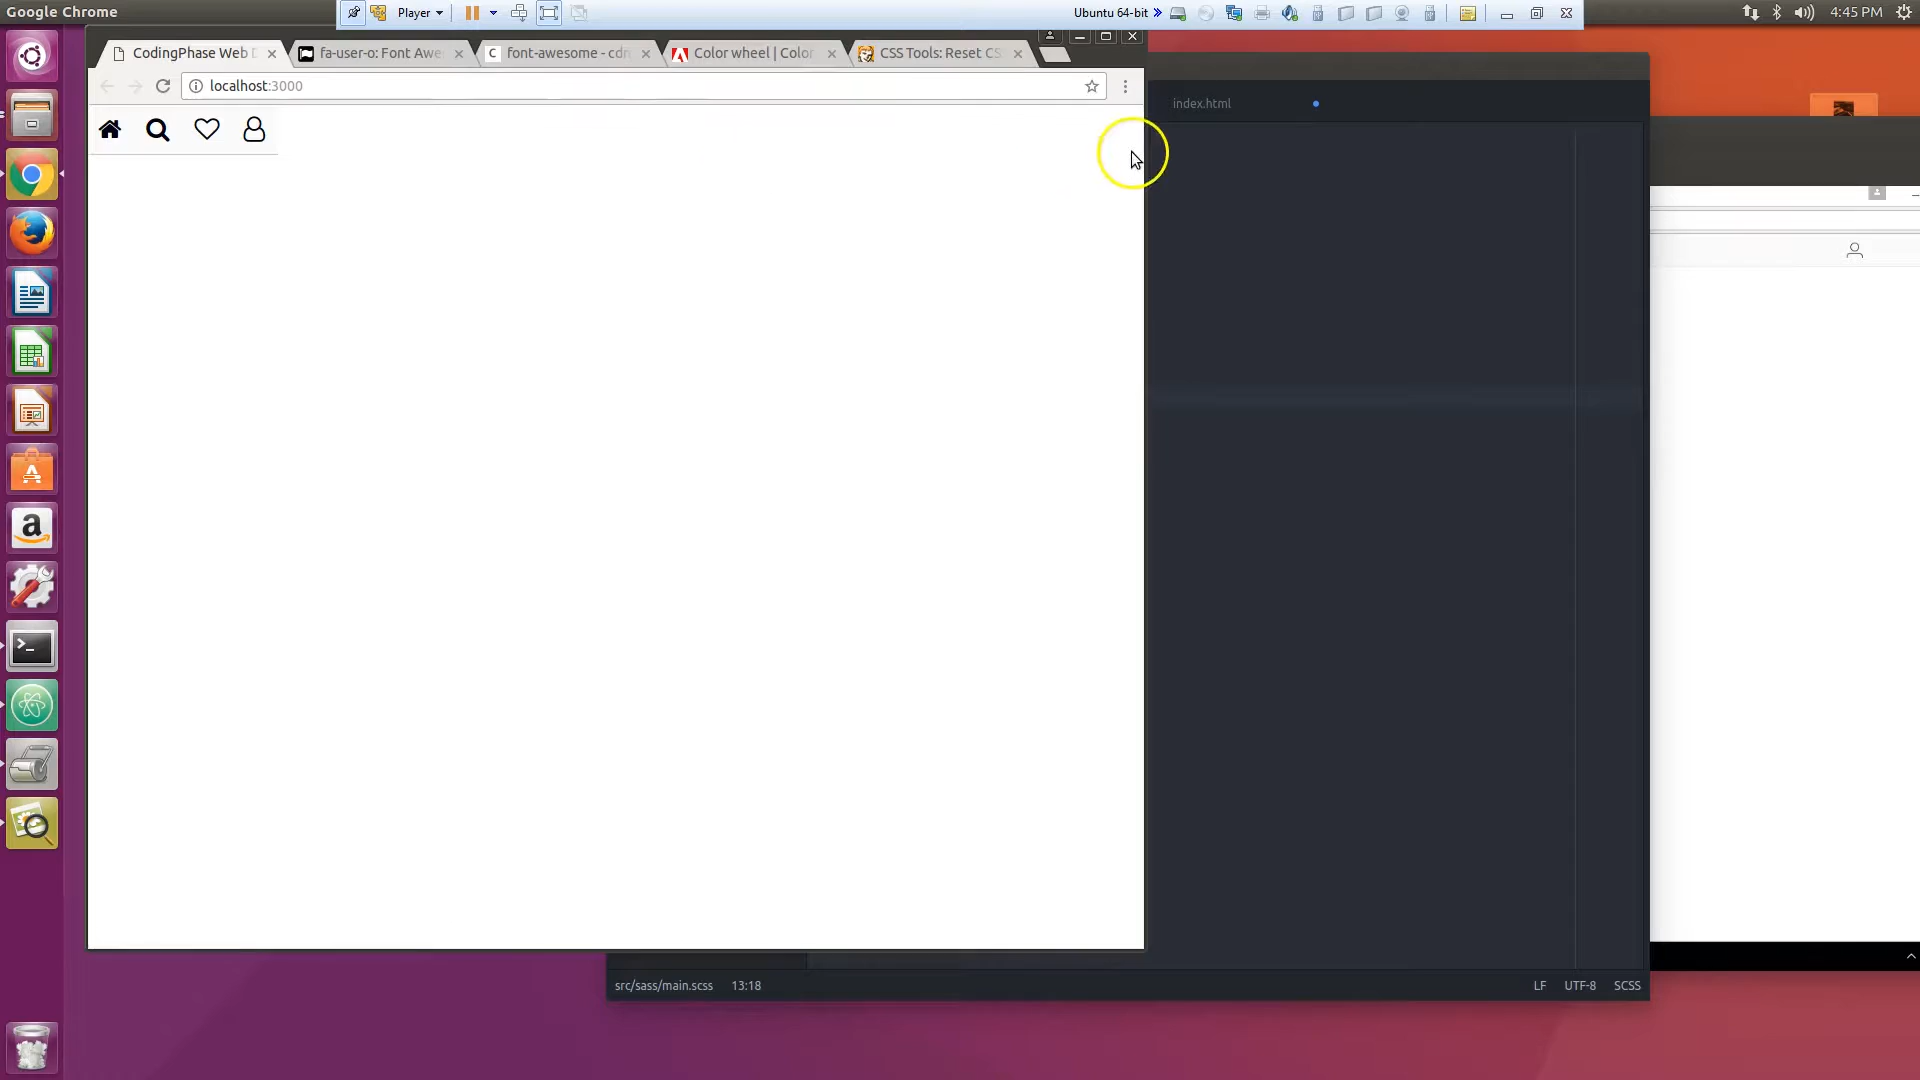 Google Chrome
Player
Ubuntu 64-bit
4:45 PM
CodingPhase Web D
fa-user-o: Font Awe
font-awesome - cdn
Color wheel | Color
CSS Tools: Reset CS
localhost:3000
index.html
src/sass/main.scss
13:18
LF
UTF-8
SCSS